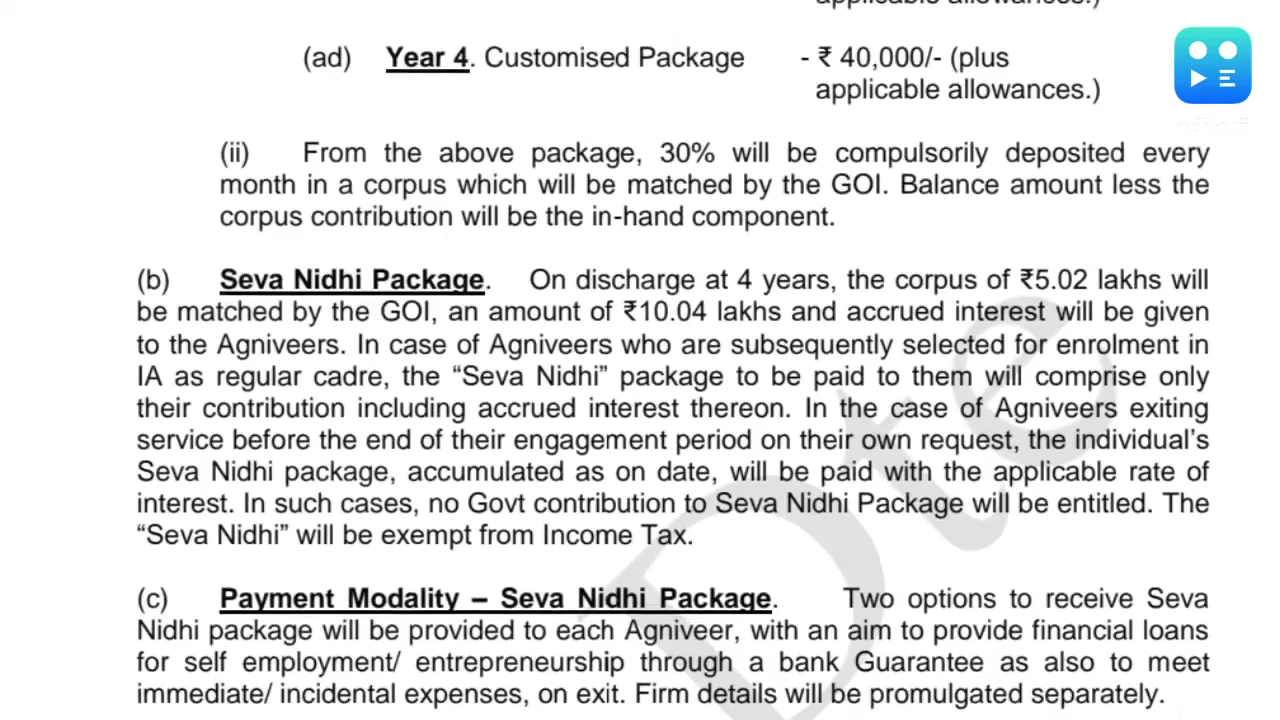 applicable allowances.)
(ad) Year 4. Customised Package - ₹ 40,000/- (plus
applicable allowances.)
(ii) From the above package, 30% will be compulsorily deposited every
month in a corpus which will be matched by the GOI. Balance amount less the
corpus contribution will be the in-hand component.
(b) Seva Nidhi Package. On discharge at 4 years, the corpus of ₹5.02 lakhs will
be matched by the GOI, an amount of ₹10.04 lakhs and accrued interest will be given
to the Agniveers. In case of Agniveers who are subsequently selected for enrolment in
IA as regular cadre, the “Seva Nidhi” package to be paid to them will comprise only
their contribution including accrued interest thereon. In the case of Agniveers exiting
service before the end of their engagement period on their own request, the individual’s
Seva Nidhi package, accumulated as on date, will be paid with the applicable rate of
interest. In such cases, no Govt contribution to Seva Nidhi Package will be entitled. The
“Seva Nidhi” will be exempt from Income Tax.
(c) Payment Modality – Seva Nidhi Package. Two options to receive Seva
Nidhi package will be provided to each Agniveer, with an aim to provide financial loans
for self employment/ entrepreneurship through a bank Guarantee as also to meet
immediate/ incidental expenses, on exit. Firm details will be promulgated separately.
Dte